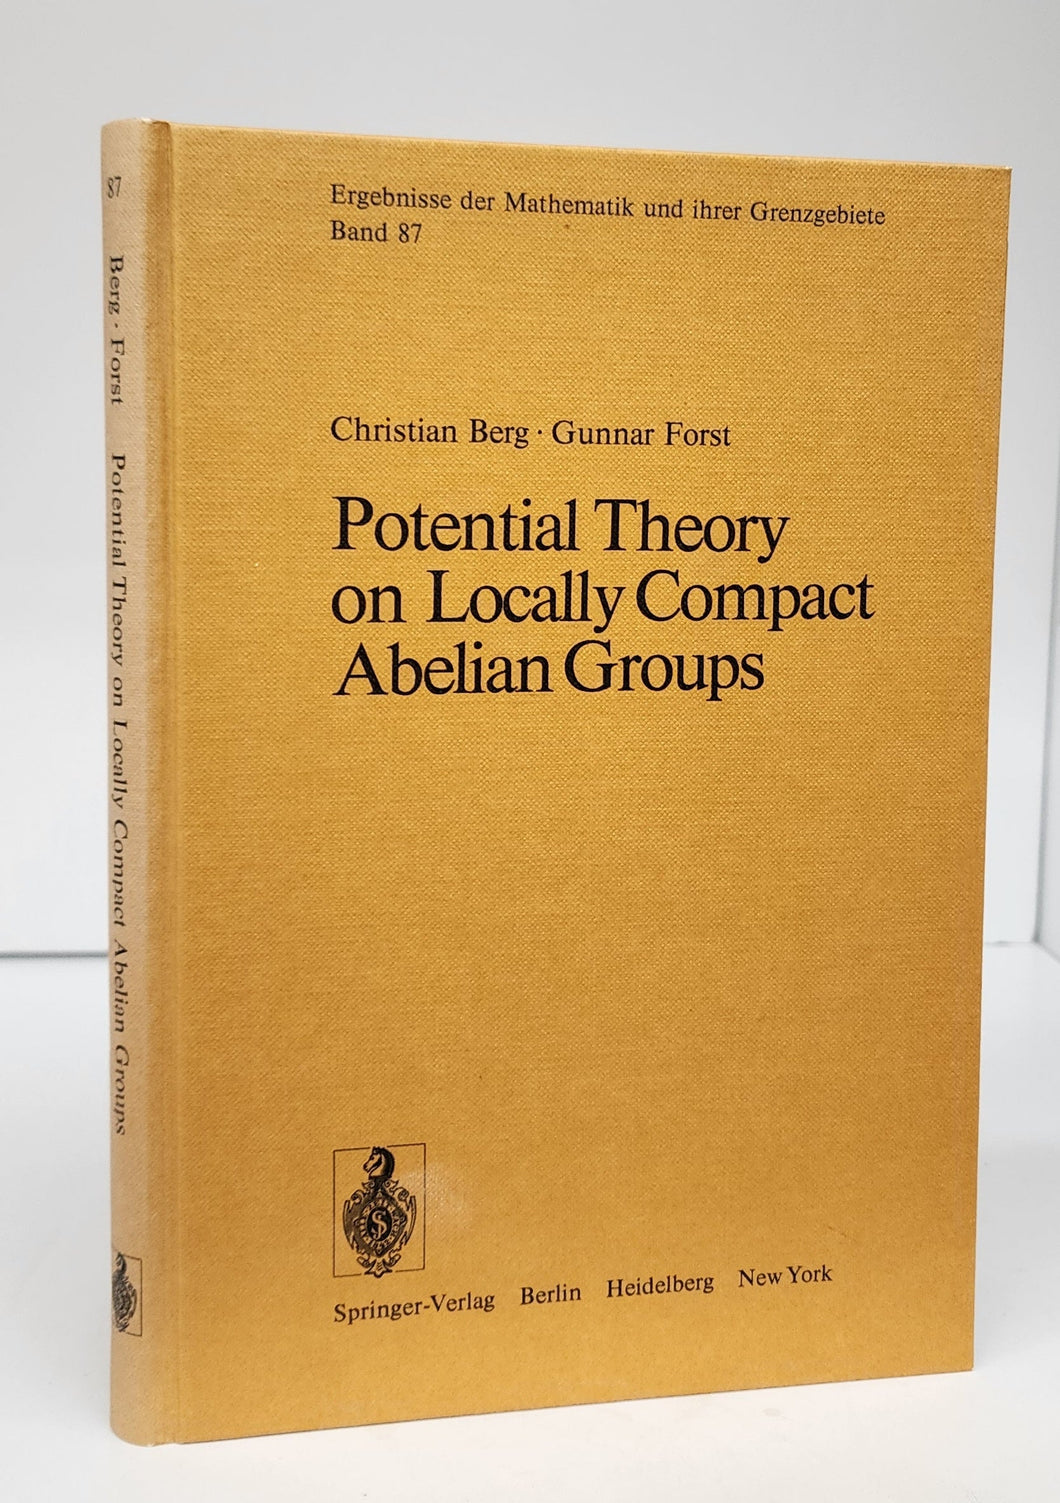 87
Berg · Forst
Potential Theory on Locally Compact Abelian Groups
Ergebnisse der Mathematik und ihrer Grenzgebiete
Band 87
Christian Berg · Gunnar Forst
Potential Theory
on Locally Compact
Abelian Groups
Springer-Verlag Berlin Heidelberg New York